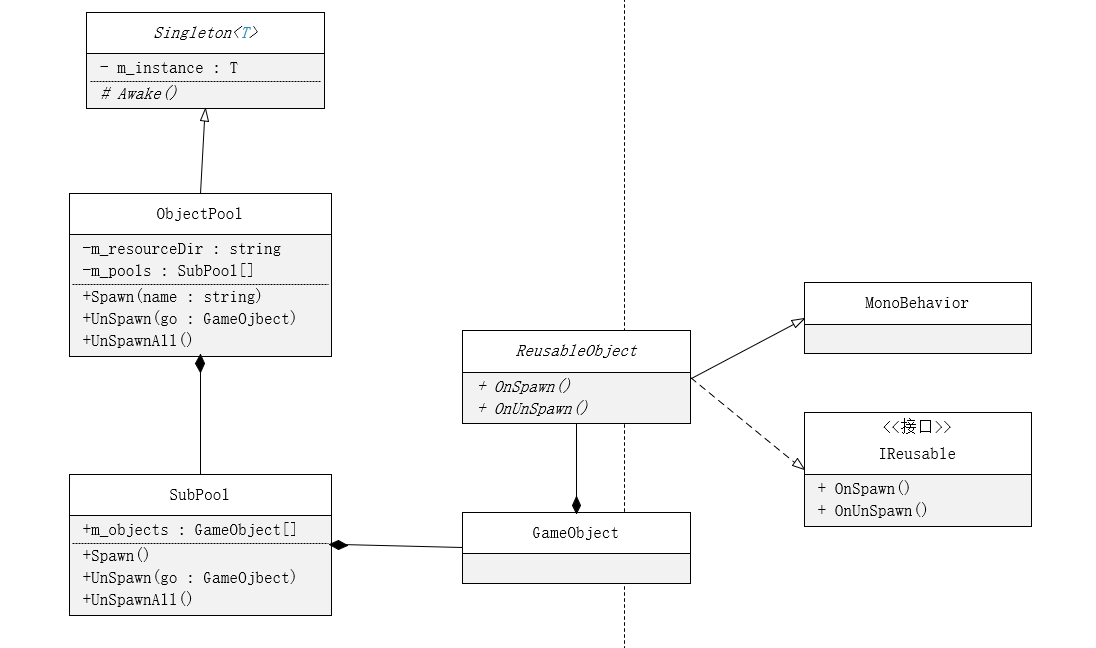 Singleton<T>
- m_instance : T
# Awake()
ObjectPool
-m_resourceDir : string
-m_pools : SubPool[]
+Spawn(name : string)
+UnSpawn(go : GameOjbect)
+UnSpawnAll()
MonoBehavior
ReusableObject
+ OnSpawn()
+ OnUnSpawn()
<<接口>>
IReusable
+ OnSpawn()
+ OnUnSpawn()
SubPool
+m_objects : GameObject[]
+Spawn()
+UnSpawn(go : GameOjbect)
+UnSpawnAll()
GameObject